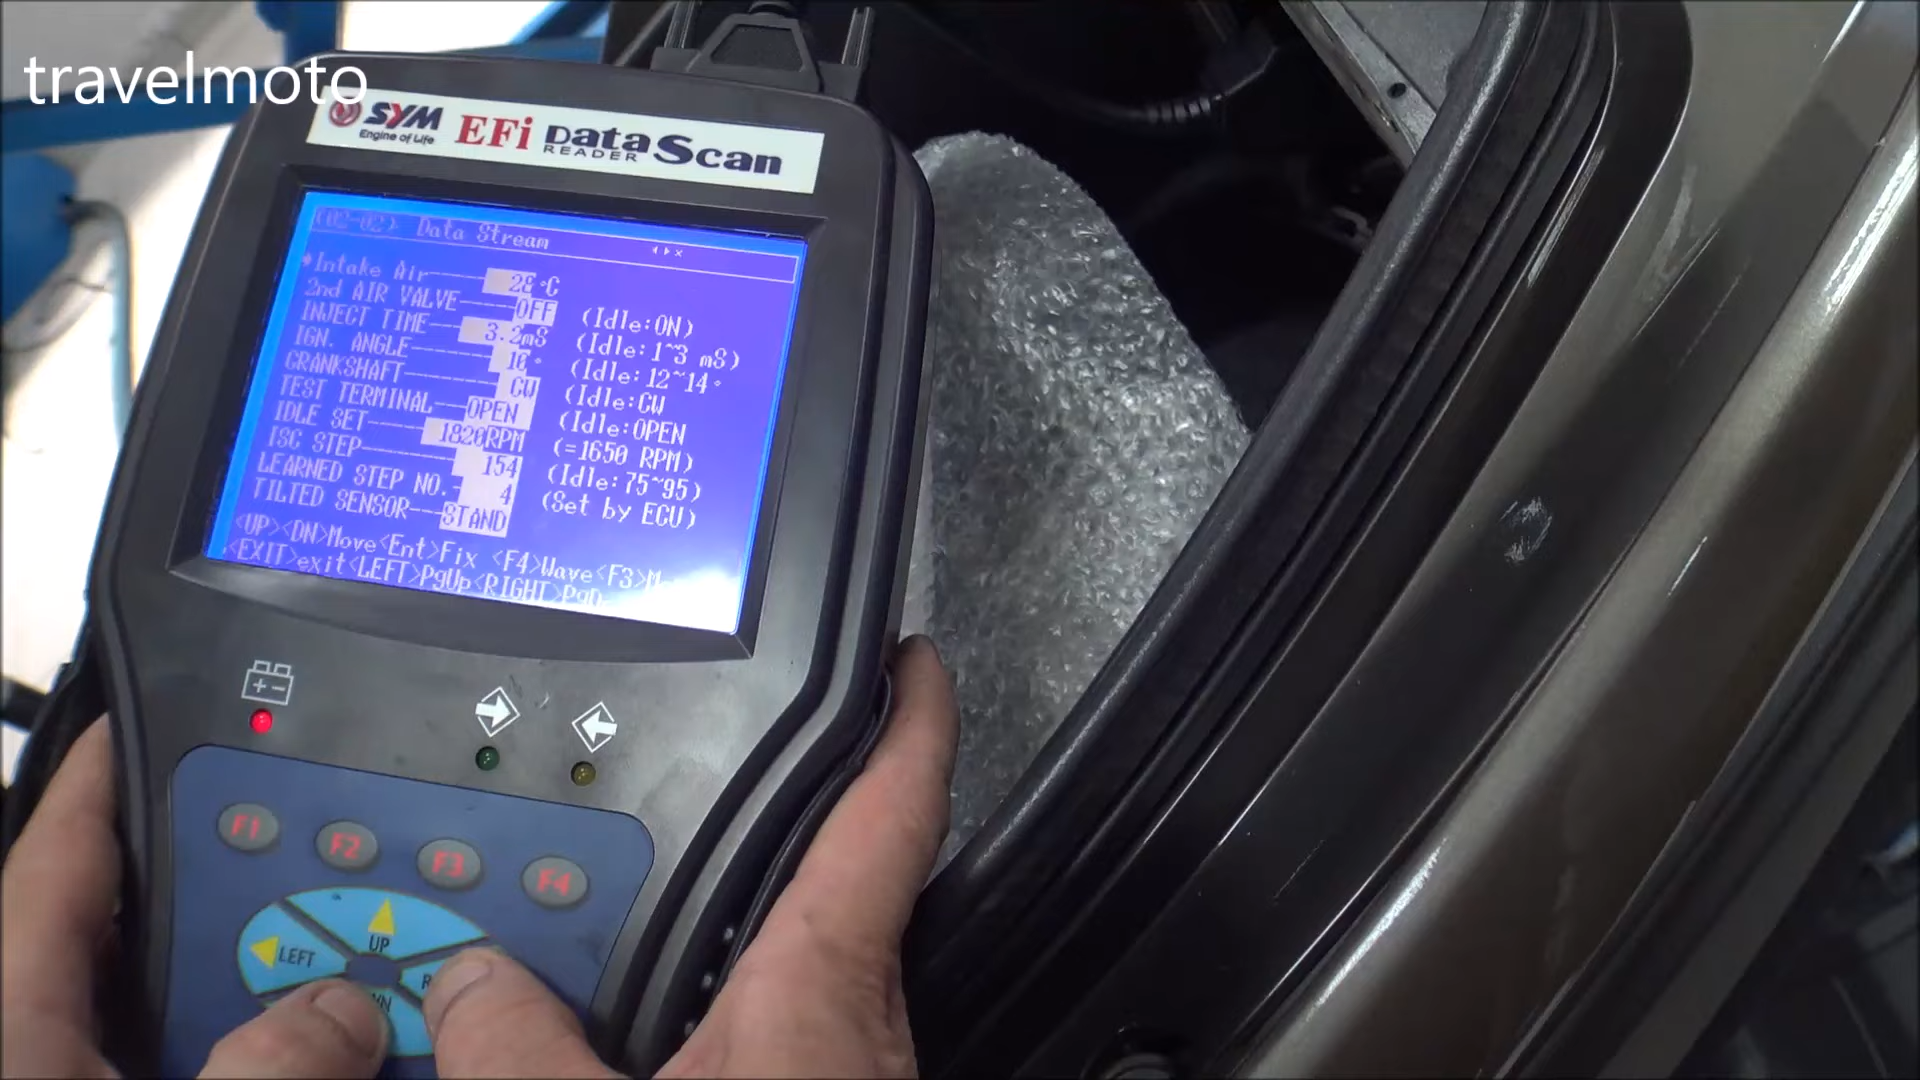 travelmoto
SYM
Engine of Life
EFi Data Scan
READER
(02-02)- Data Stream
Intake Air 28°C
2nd AIR VALVE OFF (Idle:ON)
INJECT TIME 3.2mS (Idle:1~3 mS)
IGN. ANGLE 10° (Idle:12~14°
CRANKSHAFT CW (Idle:CW
TEST TERMINAL OPEN (Idle:OPEN
IDLE SET 1820RPM (=1650 RPM)
ISC STEP 154 (Idle:75~95)
LEARNED STEP NO. 4 (Set by ECU)
TILTED SENSOR STAND
<UP><DN>Move<Ent>Fix <F4>Wave<F3>M
<EXIT>exit<LEFT>PgUp<RIGHT>PgD
F1
F2
F3
F4
UP
LEFT